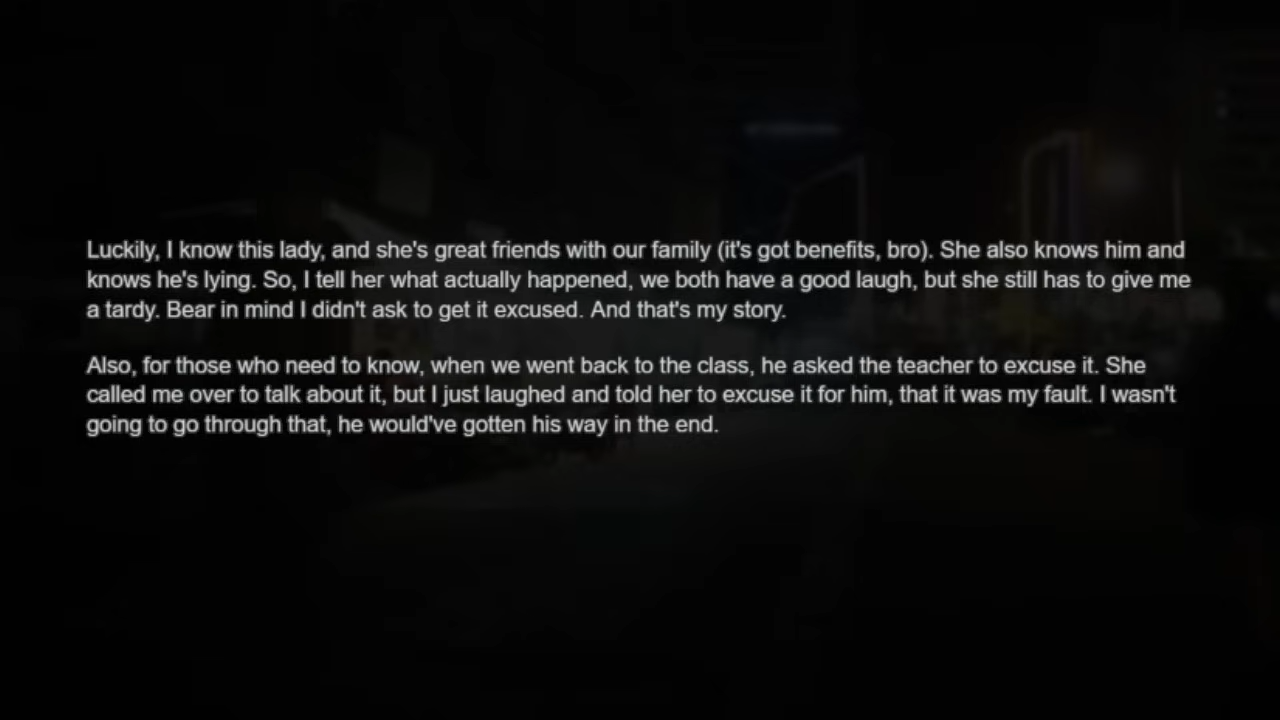 Luckily, I know this lady, and she's great friends with our family (it's got benefits, bro). She also knows him and
knows he's lying. So, I tell her what actually happened, we both have a good laugh, but she still has to give me
a tardy. Bear in mind I didn't ask to get it excused. And that's my story.
Also, for those who need to know, when we went back to the class, he asked the teacher to excuse it. She
called me over to talk about it, but I just laughed and told her to excuse it for him, that it was my fault. I wasn't
going to go through that, he would've gotten his way in the end.